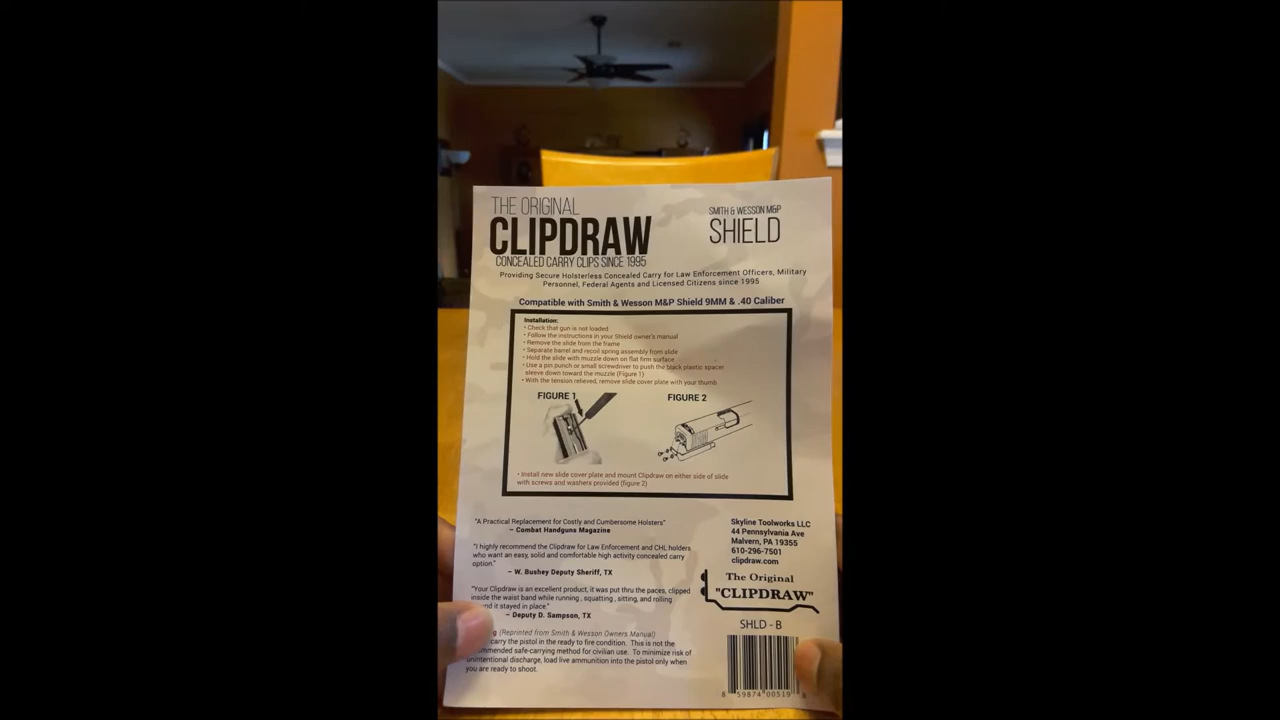 THE ORIGINAL
CLIPDRAW
CONCEALED CARRY CLIPS SINCE 1995
SMITH & WESSON M&P
SHIELD
Providing Secure Holsterless Concealed Carry for Law Enforcement Officers, Military
Personnel, Federal Agents and Licensed Citizens since 1995
Compatible with Smith & Wesson M&P Shield 9MM & .40 Caliber
Installation:
• Check that gun is not loaded
• Follow the instructions in your Shield owner's manual
• Remove the slide from the frame
• Separate barrel and recoil spring assembly from slide
• Hold the slide with muzzle down on flat firm surface
• Use a pin punch or small screwdriver to push the black plastic spacer
sleeve down toward the muzzle (Figure 1)
• With the tension relieved, remove slide cover plate with your thumb
FIGURE 1
FIGURE 2
• Install new slide cover plate and mount Clipdraw on either side of slide
with screws and washers provided (figure 2)
"A Practical Replacement for Costly and Cumbersome Holsters"
– Combat Handguns Magazine
"I highly recommend the Clipdraw for Law Enforcement and CHL holders
who want an easy, solid and comfortable high activity concealed carry
option."
– W. Bushey Deputy Sheriff, TX
"Your Clipdraw is an excellent product, it was put thru the paces, clipped
inside the waist band while running , squatting , sitting, and rolling
it stayed in place."
– Deputy D. Sampson, TX
(Reprinted from Smith & Wesson Owners Manual)
carry the pistol in the ready to fire condition. This is not the
safe-carrying method for civilian use. To minimize risk of
unintentional discharge, load live ammunition into the pistol only when
you are ready to shoot.
Skyline Toolworks LLC
44 Pennsylvania Ave
Malvern, PA 19355
610-296-7501
clipdraw.com
The Original
"CLIPDRAW"
SHLD - B
8 59874 00519 8